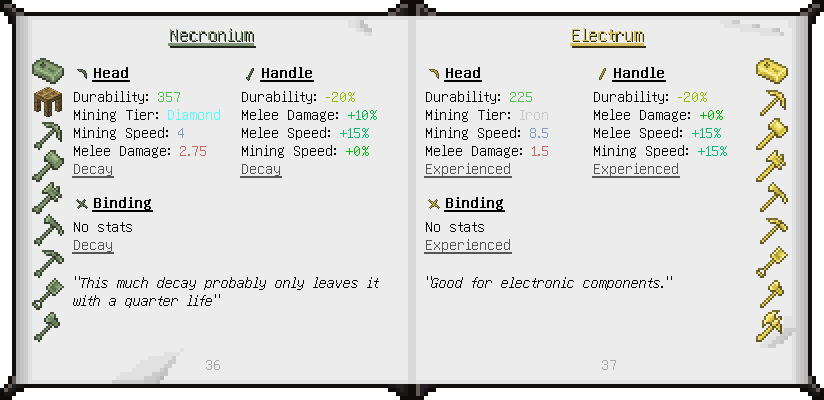 Necronium
Head
Durability: 357
Mining Tier: Diamond
Mining Speed: 4
Melee Damage: 2.75
Decay
Handle
Durability: -20%
Melee Damage: +10%
Melee Speed: +15%
Mining Speed: +0%
Decay
Binding
No stats
Decay
"This much decay probably only leaves it
with a quarter life"
36
Electrum
Head
Durability: 225
Mining Tier: Iron
Mining Speed: 8.5
Melee Damage: 1.5
Experienced
Handle
Durability: -20%
Melee Damage: +0%
Melee Speed: +15%
Mining Speed: +15%
Experienced
Binding
No stats
Experienced
"Good for electronic components."
37